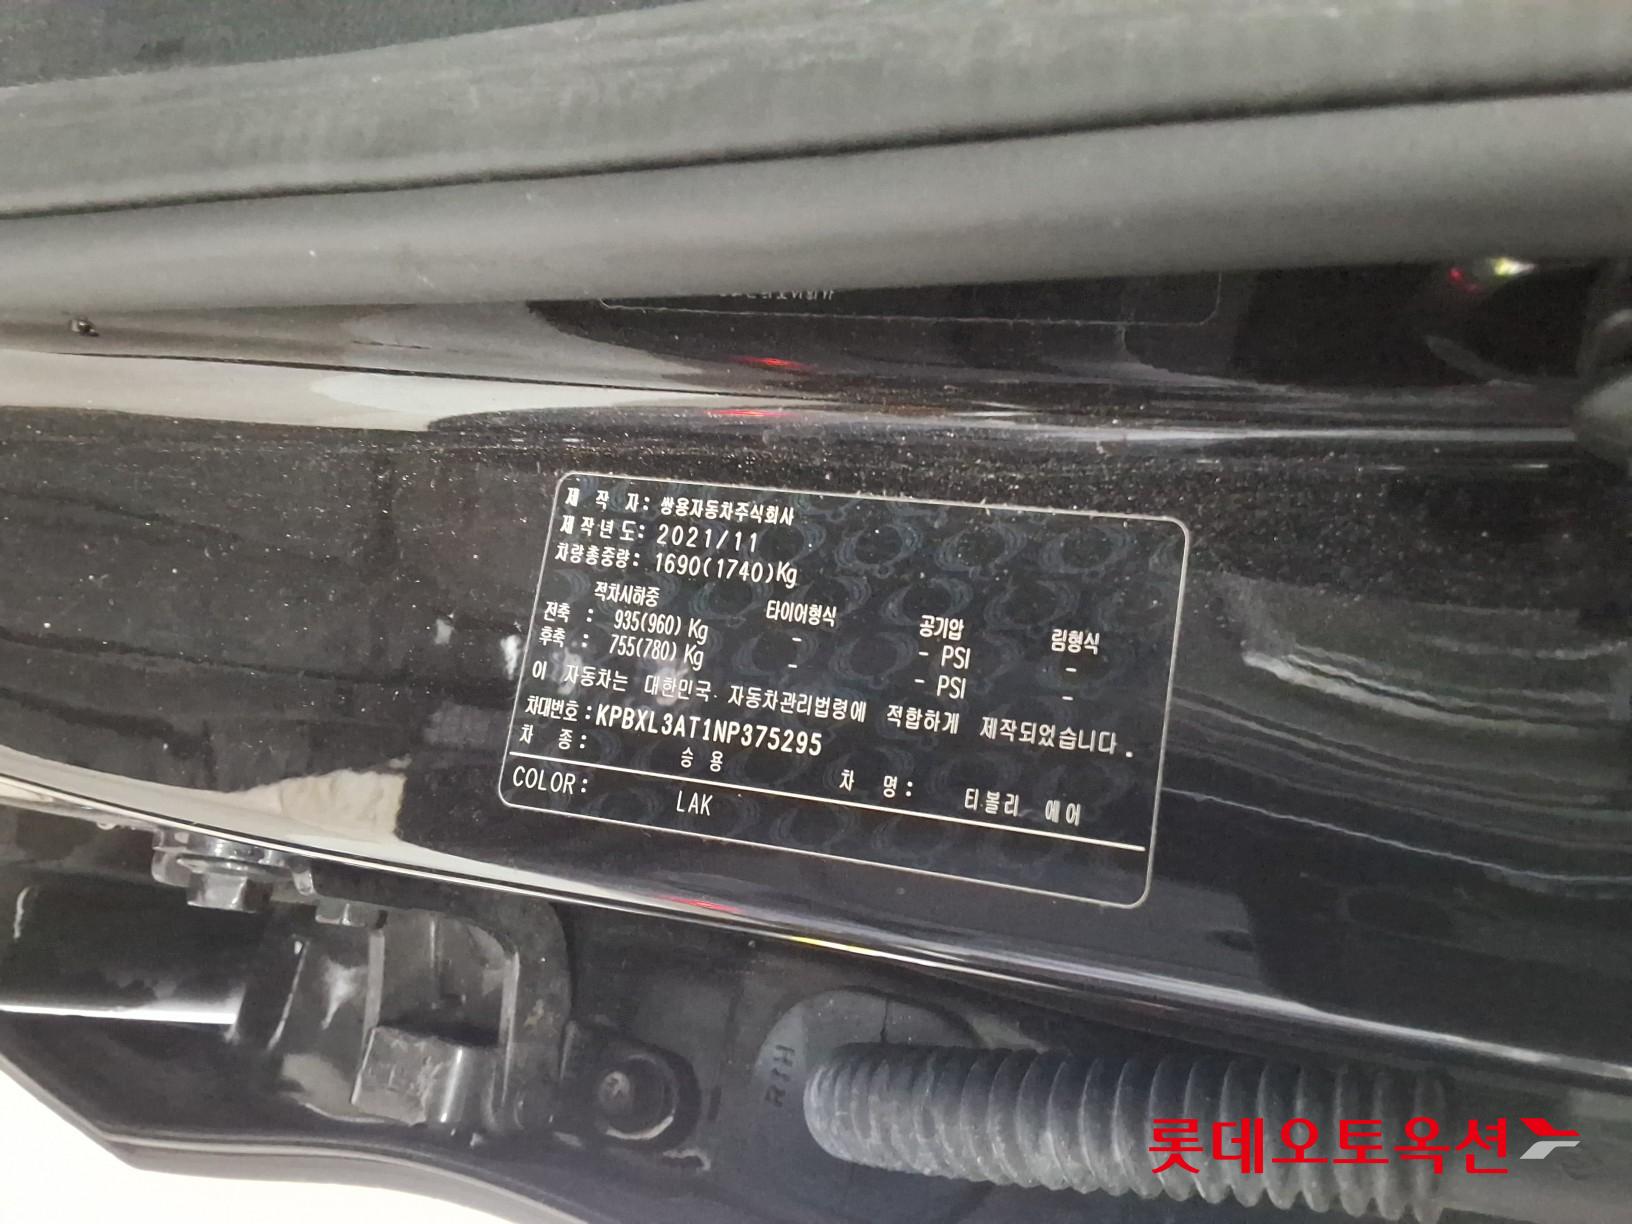 제 작 자: 쌍용자동차주식회사
제작년도: 2021/11
차량총중량: 1690(1740)Kg
적차시하중 타이어형식 공기압 림형식
전축 : 935(960) Kg - - PSI -
후축 : 755(780) Kg - - PSI -
이 자동차는 대한민국 자동차관리법령에 적합하게 제작되었습니다.
차대번호:KPBXL3AT1NP375295
차 종: 승용 차 명: 티볼리 에어
COLOR: LAK
RH
롯데오토옥션